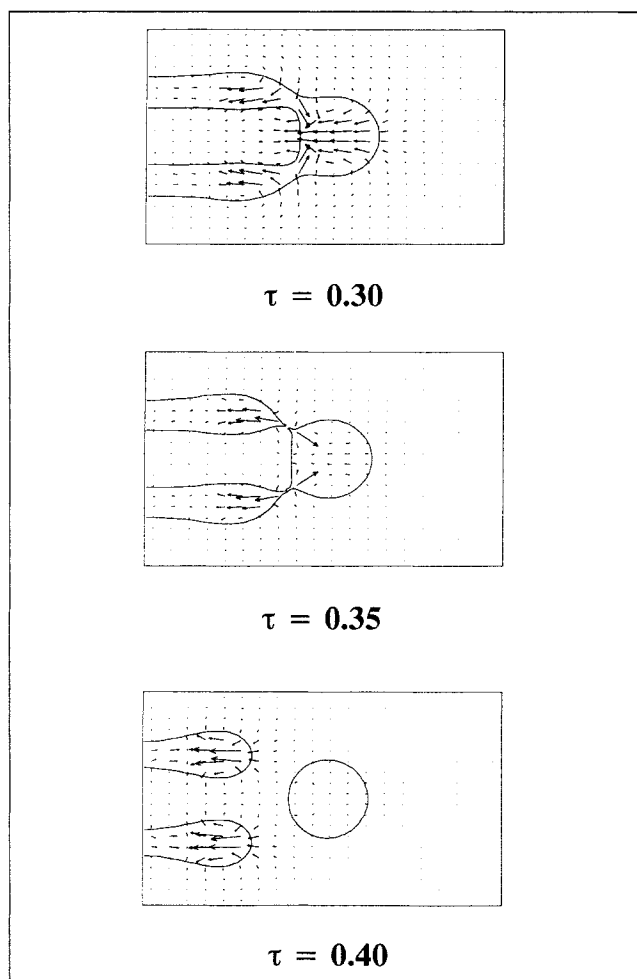 τ = 0.30
τ = 0.35
τ = 0.40